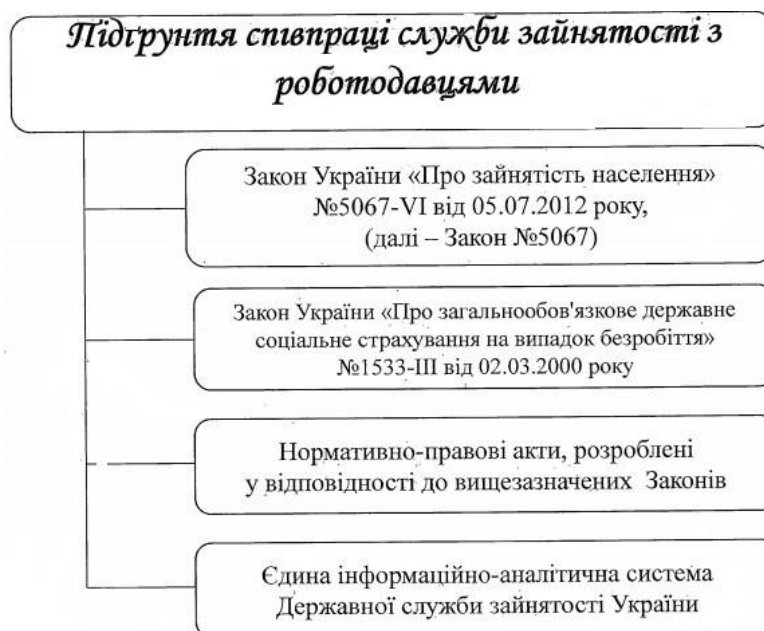 Підґрунтя співпраці служби зайнятості з
роботодавцями
Закон України «Про зайнятість населення»
№5067-VI від 05.07.2012 року,
(далі – Закон №5067)
Закон України «Про загальнообов'язкове державне
соціальне страхування на випадок безробіття»
№1533-III від 02.03.2000 року
Нормативно-правові акти, розроблені
у відповідності до вищезазначених Законів
Єдина інформаційно-аналітична система
Державної служби зайнятості України